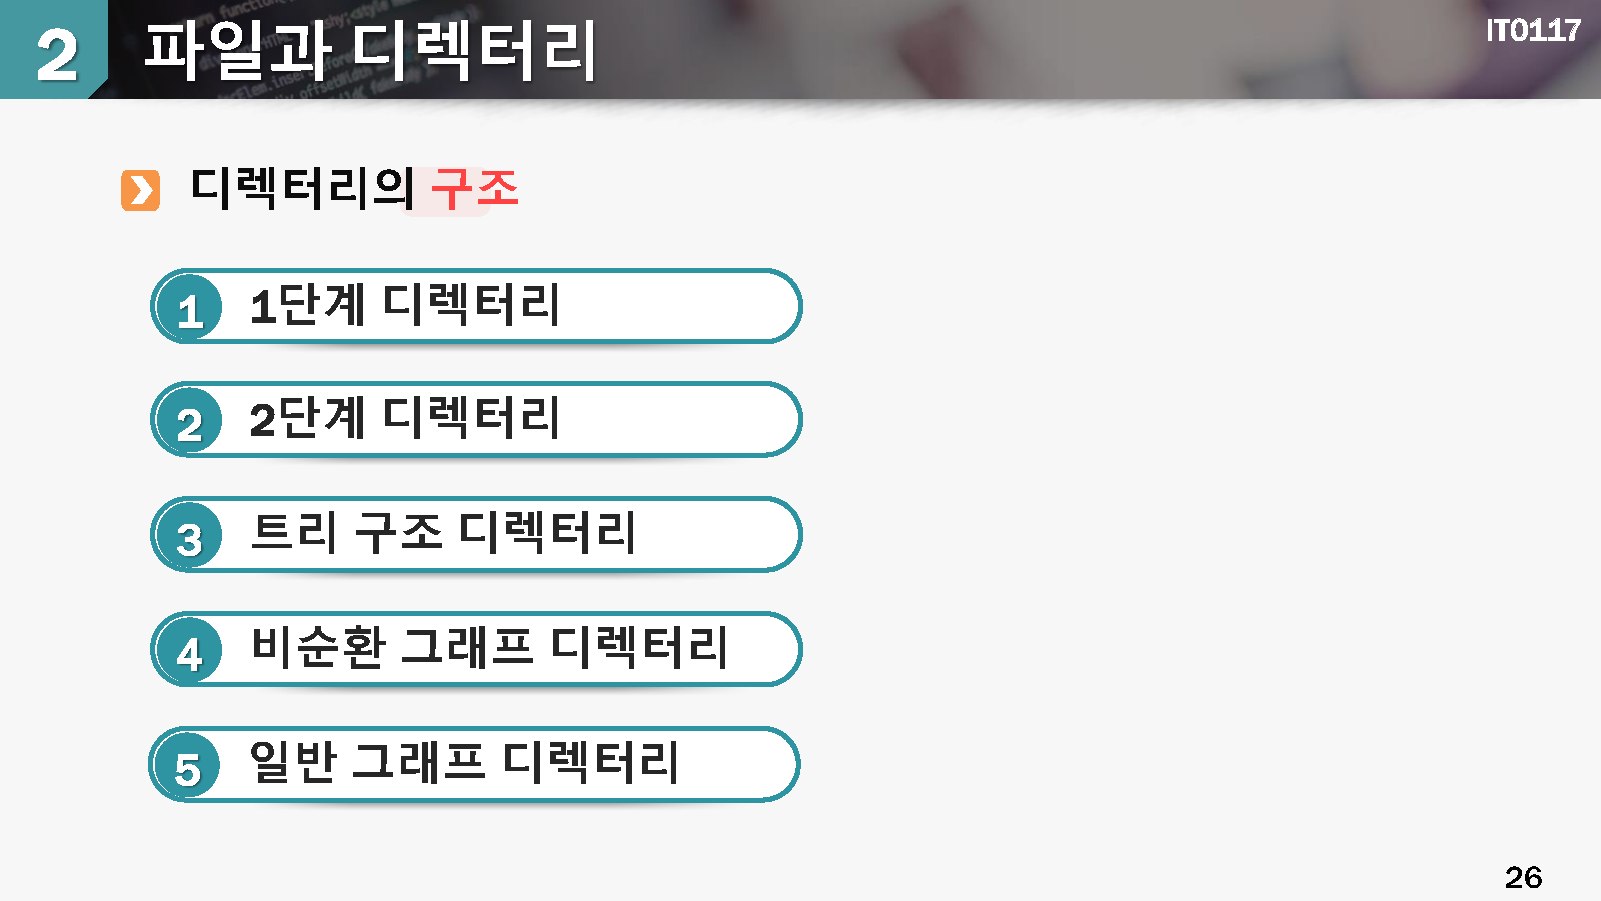 2 파일과 디렉터리
IT0117
디렉터리의 구조
1 1단계 디렉터리
2 2단계 디렉터리
3 트리 구조 디렉터리
4 비순환 그래프 디렉터리
5 일반 그래프 디렉터리
26